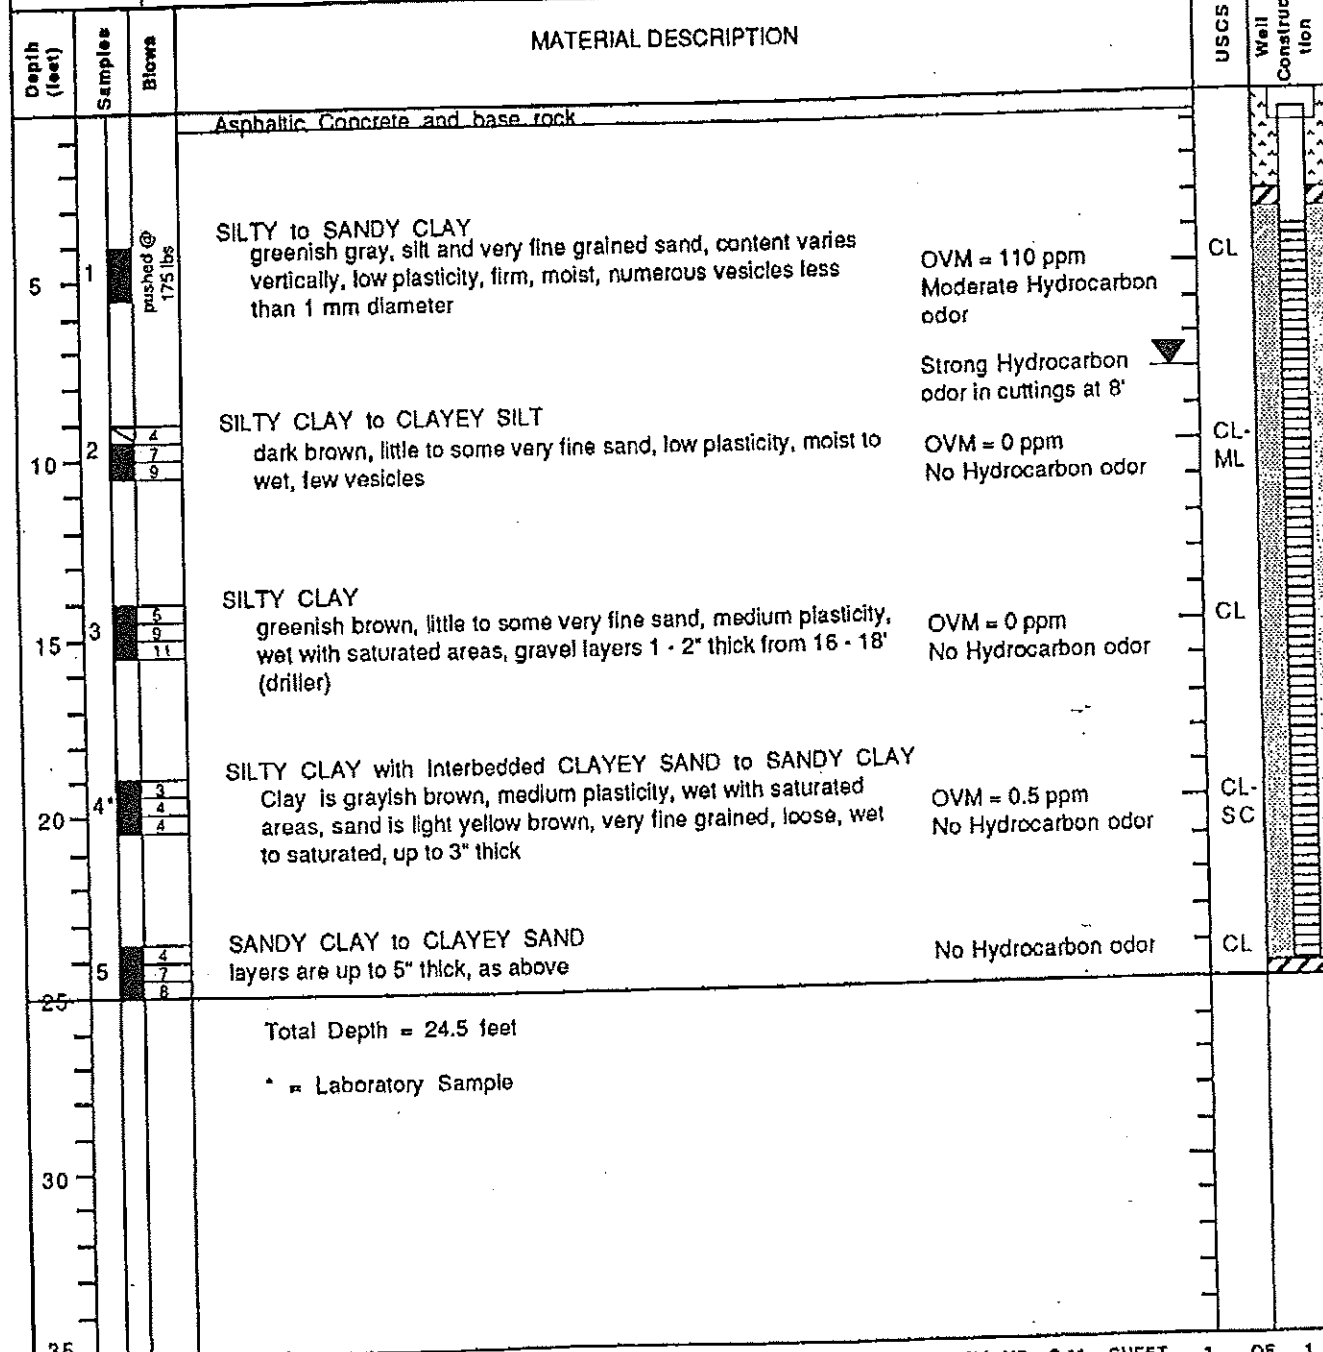 Depth (feet)
Samples
Blows
MATERIAL DESCRIPTION
USCS
Well Construc tion
Asphaltic Concrete and base rock
pushed @ 175 lbs
SILTY to SANDY CLAY
greenish gray, silt and very fine grained sand, content varies
vertically, low plasticity, firm, moist, numerous vesicles less
than 1 mm diameter
OVM = 110 ppm
Moderate Hydrocarbon
odor
CL
5
1
Strong Hydrocarbon
odor in cuttings at 8'
SILTY CLAY to CLAYEY SILT
dark brown, little to some very fine sand, low plasticity, moist to
wet, few vesicles
OVM = 0 ppm
No Hydrocarbon odor
CL-
ML
10
2
4
7
9
SILTY CLAY
greenish brown, little to some very fine sand, medium plasticity,
wet with saturated areas, gravel layers 1 - 2" thick from 16 - 18'
(driller)
OVM = 0 ppm
No Hydrocarbon odor
CL
15
3
5
9
11
SILTY CLAY with Interbedded CLAYEY SAND to SANDY CLAY
Clay is grayish brown, medium plasticity, wet with saturated
areas, sand is light yellow brown, very fine grained, loose, wet
to saturated, up to 3" thick
OVM = 0.5 ppm
No Hydrocarbon odor
CL-
SC
20
4*
3
4
4
SANDY CLAY to CLAYEY SAND
layers are up to 5" thick, as above
No Hydrocarbon odor
CL
5
4
7
8
25
Total Depth = 24.5 feet
* = Laboratory Sample
30
35
SHEET 1 OF 1